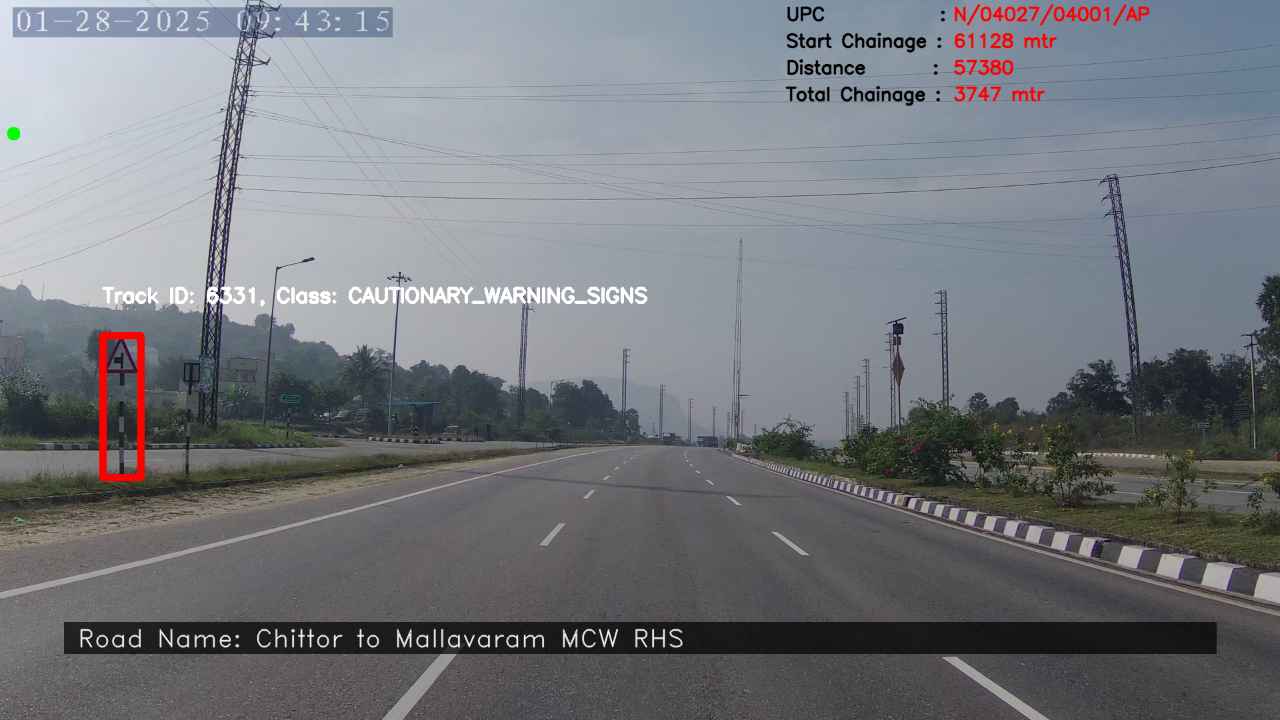 01-28-2025 09:43:15
UPC : N/04027/04001/AP
Start Chainage : 61128 mtr
Distance : 57380
Total Chainage : 3747 mtr
Track ID: 6331, Class: CAUTIONARY_WARNING_SIGNS
Road Name: Chittor to Mallavaram MCW RHS